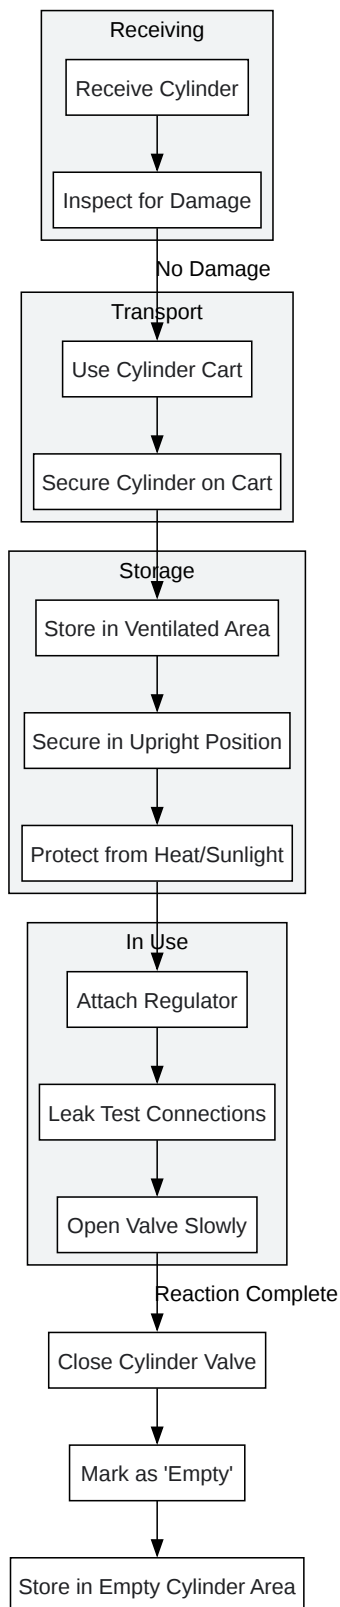 Receiving
Receive Cylinder
Inspect for Damage
No Damage
Transport
Use Cylinder Cart
Secure Cylinder on Cart
Storage
Store in Ventilated Area
Secure in Upright Position
Protect from Heat/Sunlight
In Use
Attach Regulator
Leak Test Connections
Open Valve Slowly
Reaction Complete
Close Cylinder Valve
Mark as 'Empty'
Store in Empty Cylinder Area